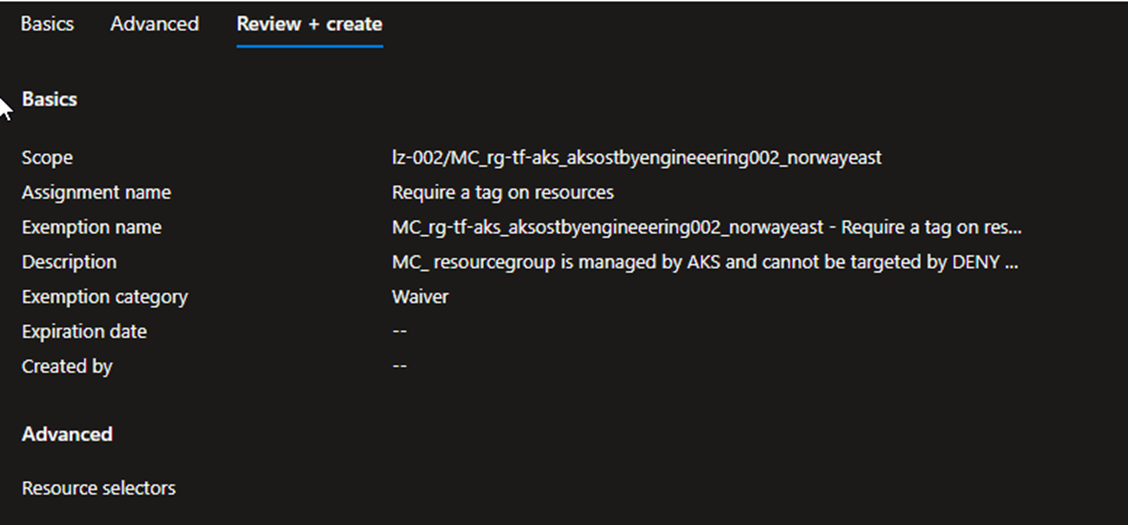 Basics Advanced Review + create
Basics
Scope lz-002/MC_rg-tf-aks_aksostbyengineeering002_norwayeast
Assignment name Require a tag on resources
Exemption name MC_rg-tf-aks_aksostbyengineeering002_norwayeast - Require a tag on res...
Description MC_ resourcegroup is managed by AKS and cannot be targeted by DENY ...
Exemption category Waiver
Expiration date --
Created by --
Advanced
Resource selectors